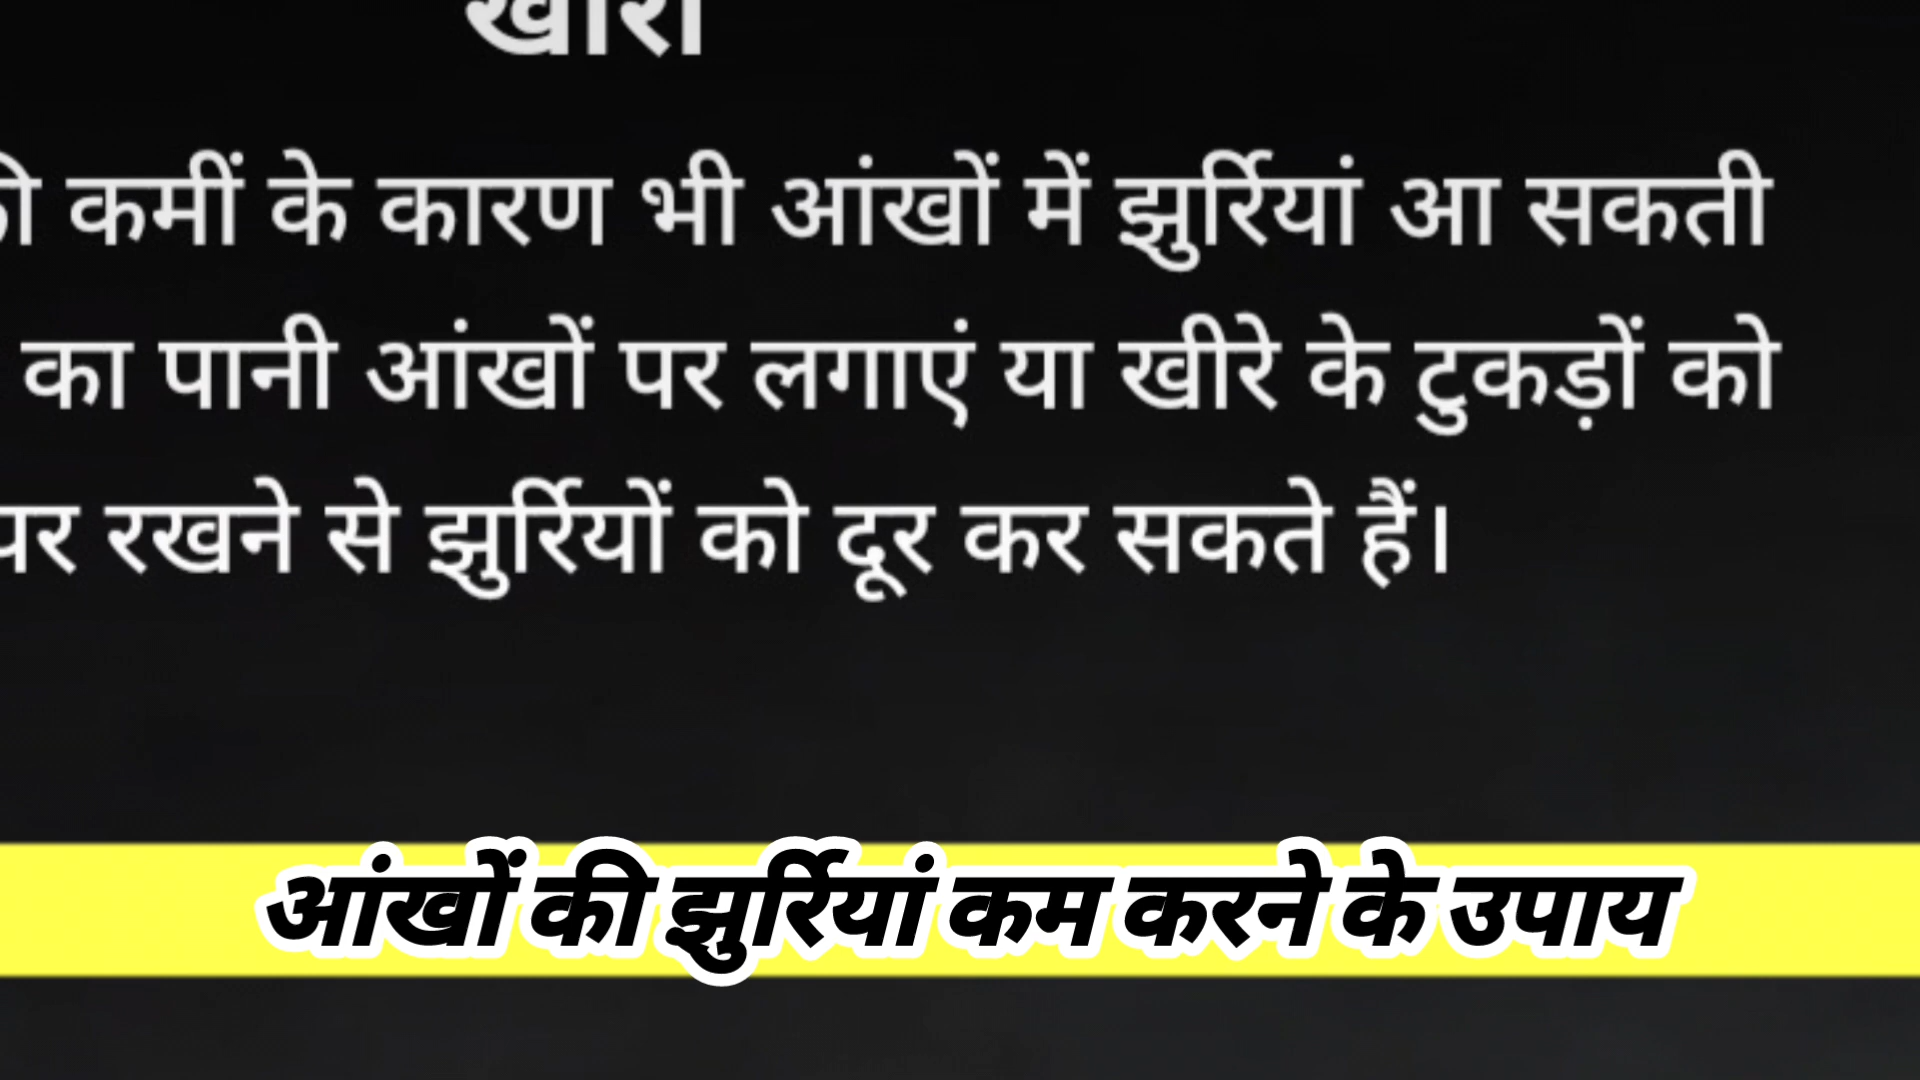 खीरा
की कमीं के कारण भी आंखों में झुर्रियां आ सकती
का पानी आंखों पर लगाएं या खीरे के टुकड़ों को
पर रखने से झुर्रियों को दूर कर सकते हैं।
आंखों की झुर्रियां कम करने के उपाय